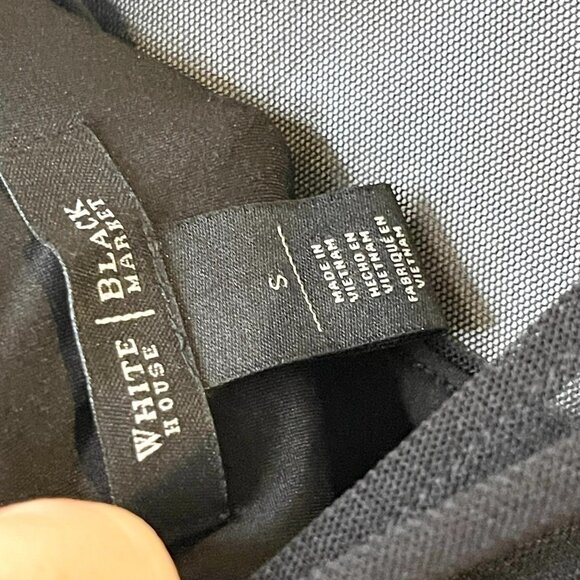 WHITE | BLACK
HOUSE | MARKET
S
MADE IN
VIETNAM
HECHO EN
VIETNAM
FABRIQUÉ EN
VIETNAM